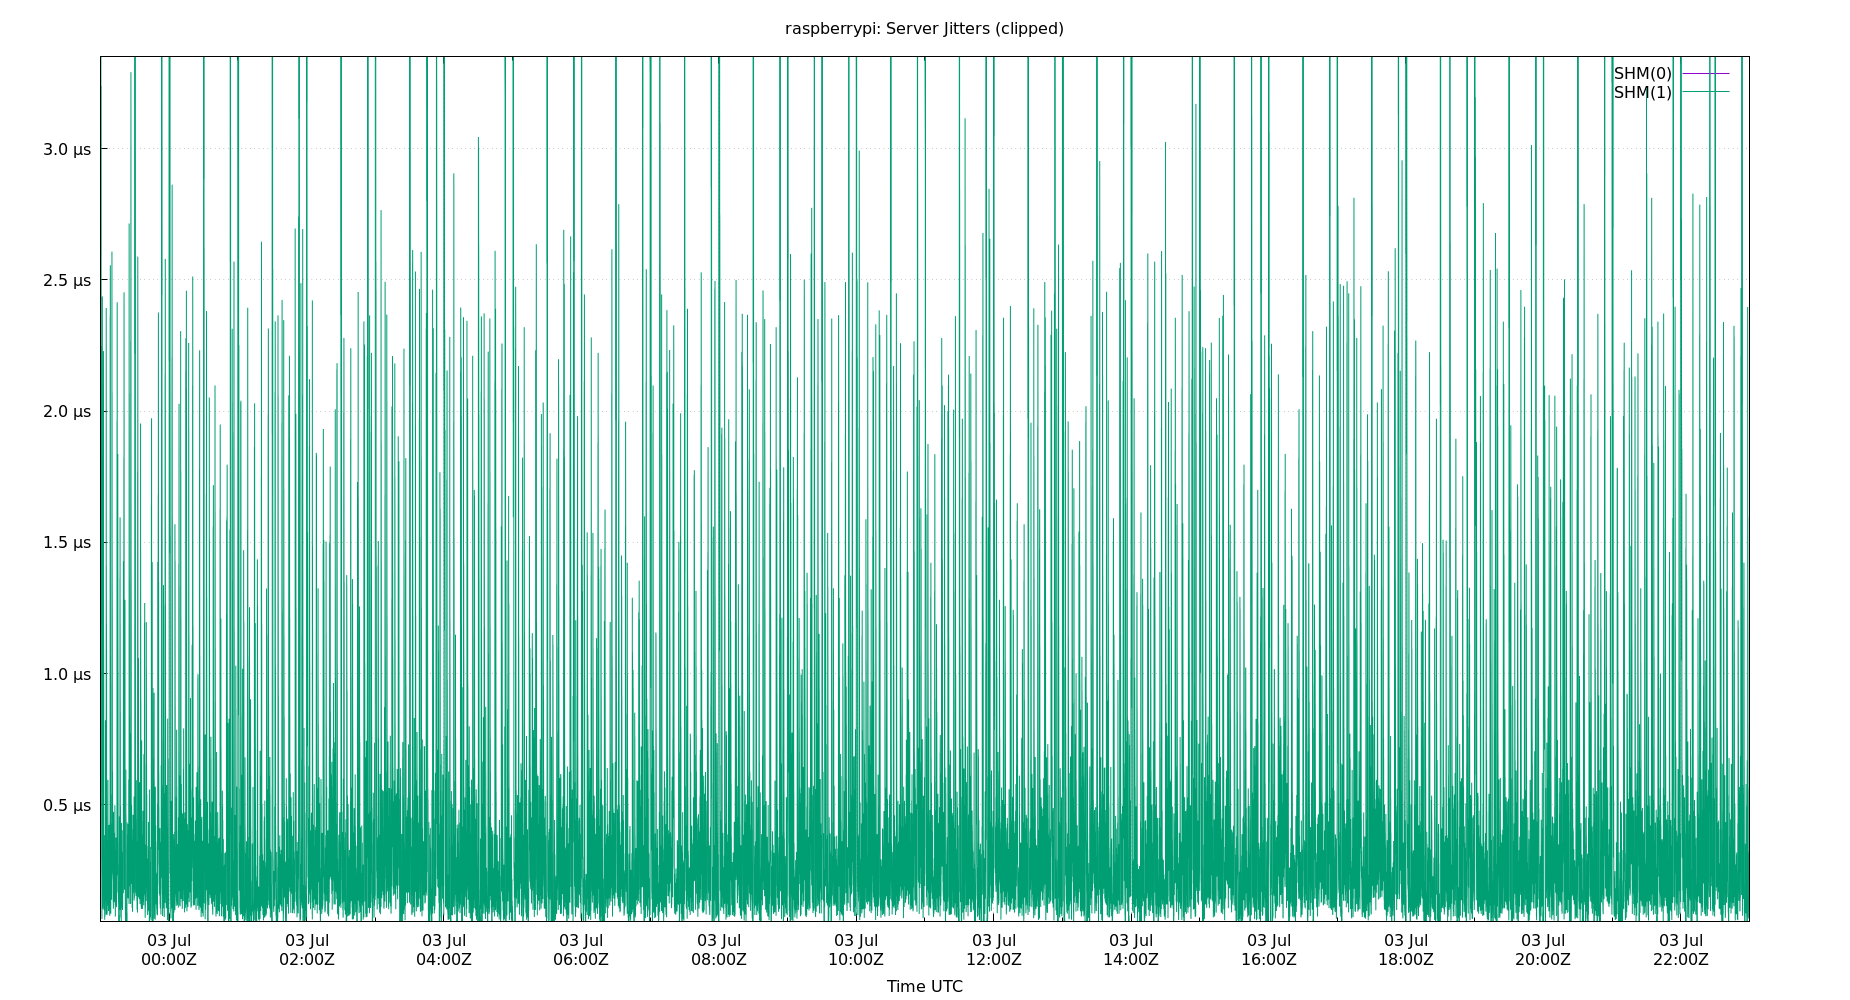 raspberrypi: Server Jitters (clipped)
SHM(0)
SHM(1)
3.0 µs
2.5 µs
2.0 µs
1.5 µs
1.0 µs
0.5 µs
03 Jul 03 Jul 03 Jul 03 Jul 03 Jul 03 Jul 03 Jul 03 Jul 03 Jul 03 Jul 03 Jul 03 Jul
00:00Z 02:00Z 04:00Z 06:00Z 08:00Z 10:00Z 12:00Z 14:00Z 16:00Z 18:00Z 20:00Z 22:00Z
Time UTC